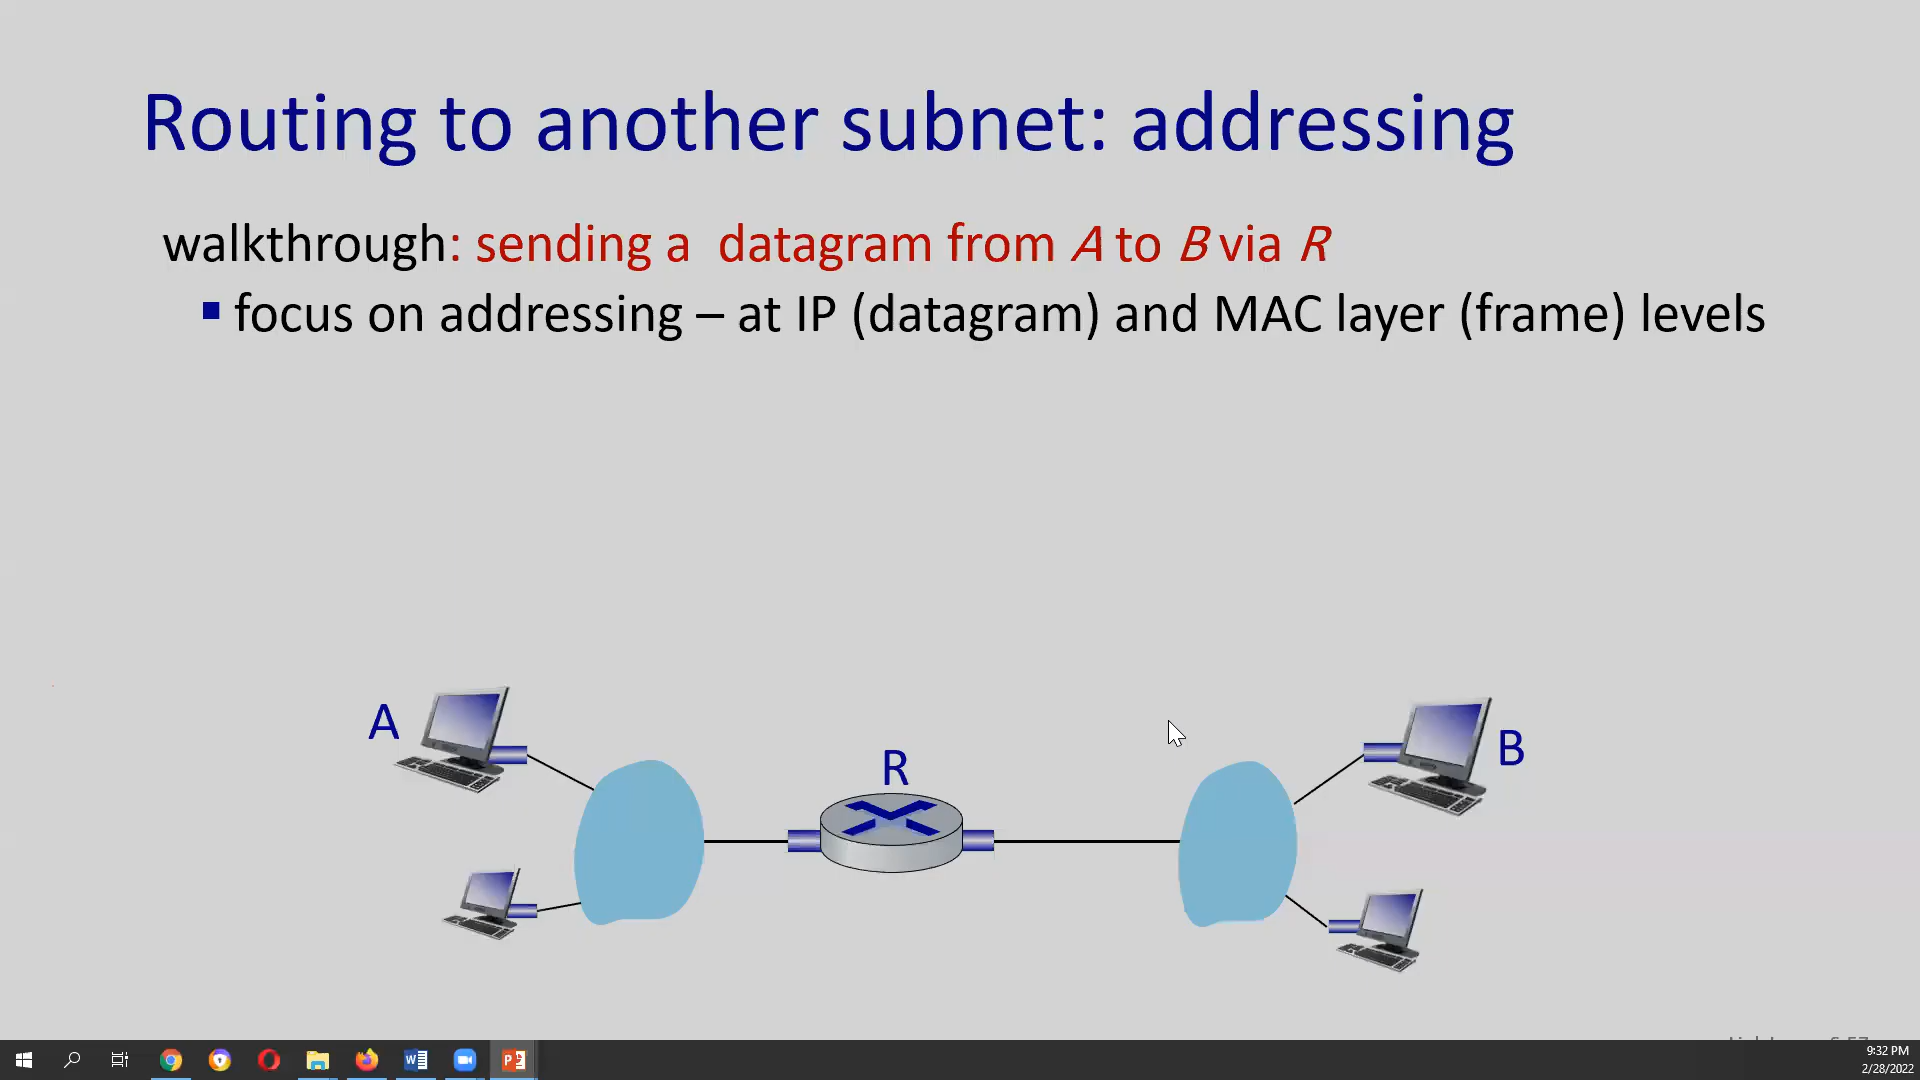 Routing to another subnet: addressing
walkthrough: sending a datagram from A to B via R
▪ focus on addressing – at IP (datagram) and MAC layer (frame) levels
A
R
B
9:32 PM
2/28/2022